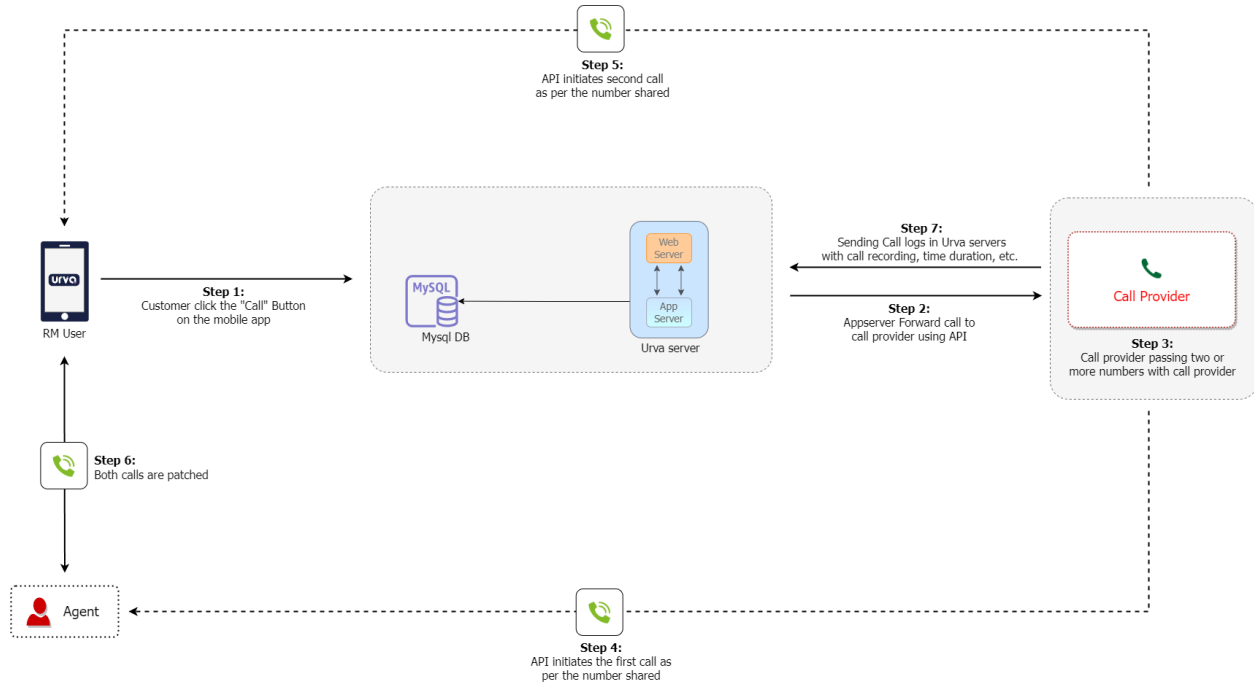 Step 5:
API initiates second call
as per the number shared
urva
RM User
Step 1:
Customer click the "Call" Button
on the mobile app
MySQL
Mysql DB
Web
Server
App
Server
Urva server
Step 7:
Sending Call logs in Urva servers
with call recording, time duration, etc.
Step 2:
Appserver Forward call to
call provider using API
Call Provider
Step 3:
Call provider passing two or
more numbers with call provider
Step 6:
Both calls are patched
Agent
Step 4:
API initiates the first call as
per the number shared